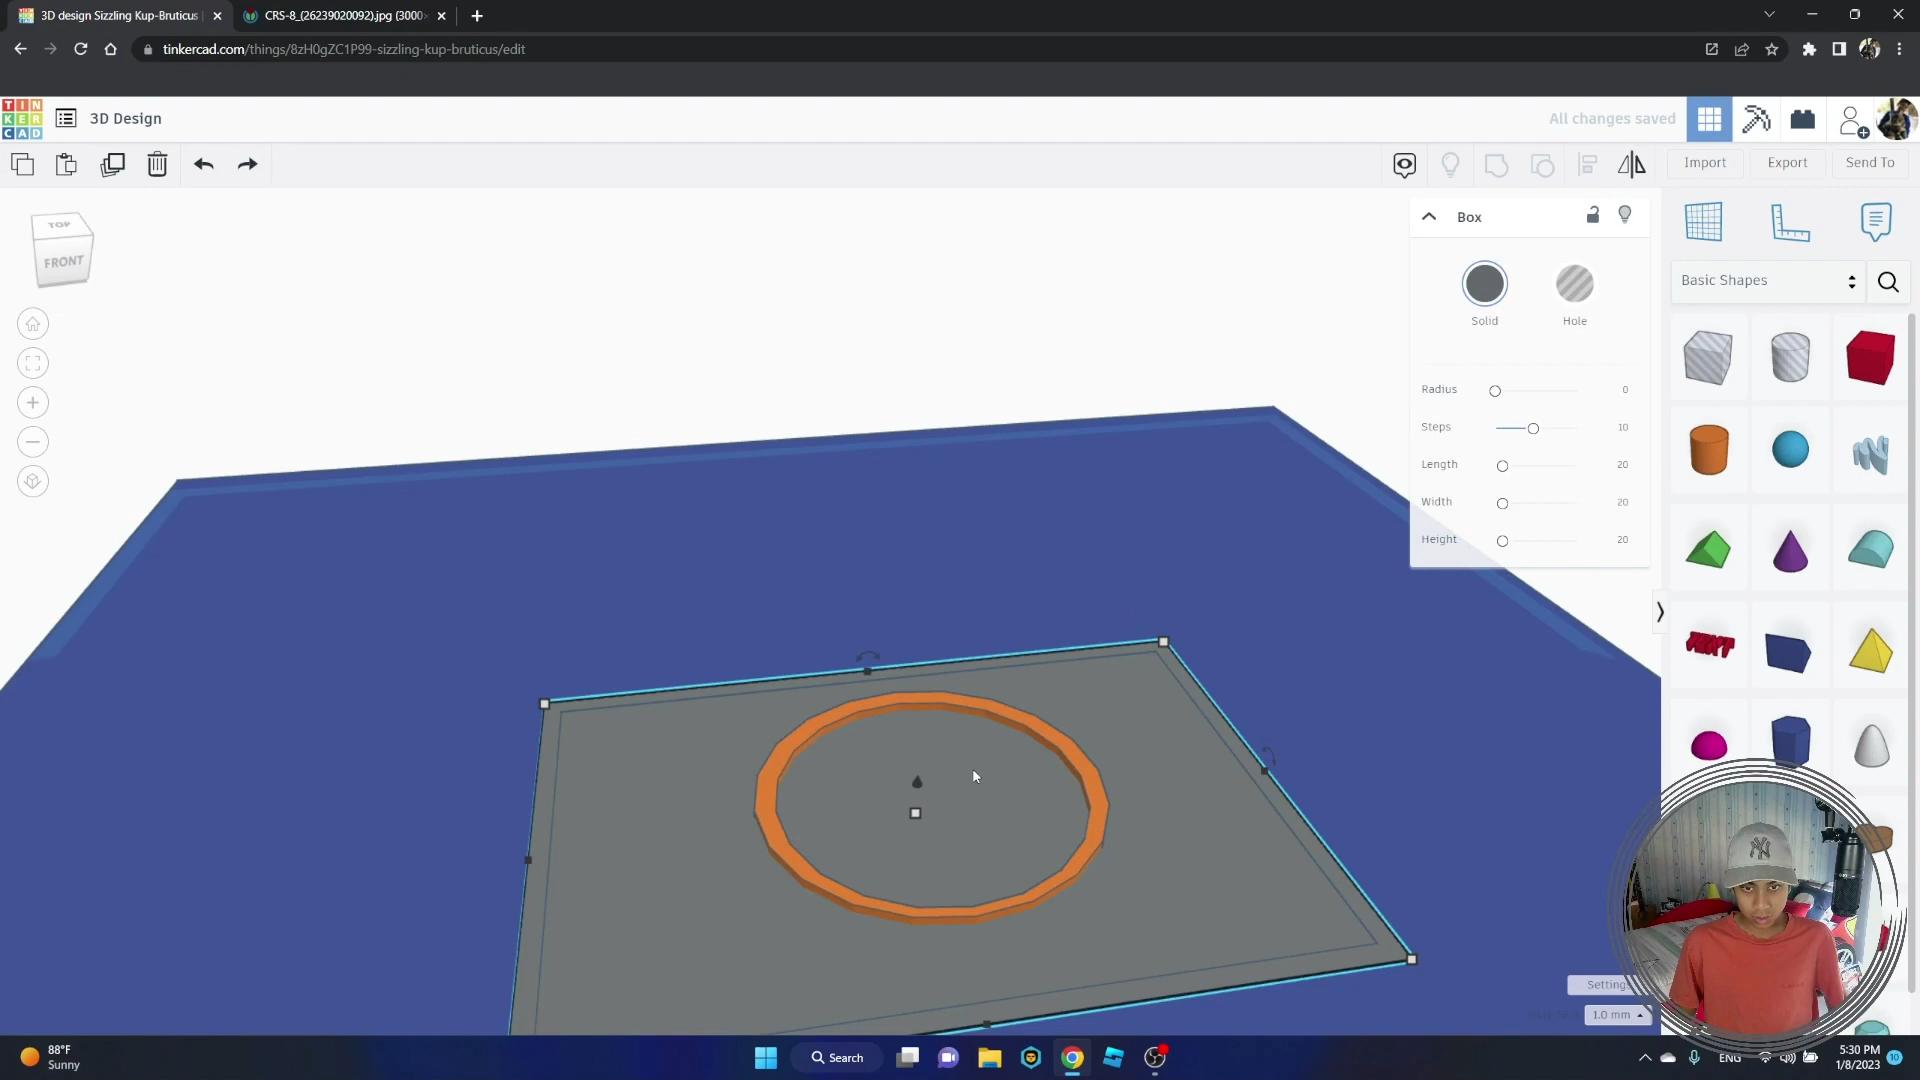 3D design Sizzling Kup-Bruticus
CRS-8_(26239020092).jpg (3000×
tinkercad.com/things/8zH0gZC1P99-sizzling-kup-bruticus/edit
TIN
KER
CAD
3D Design
All changes saved
Import
Export
Send To
TOP
FRONT
Box
Solid
Hole
Radius
0
Steps
10
Length
20
Width
20
Height
20
Basic Shapes
TEXT
Settings
1.0 mm
88°F
Sunny
Search
ENG
5:30 PM
1/8/2023
10